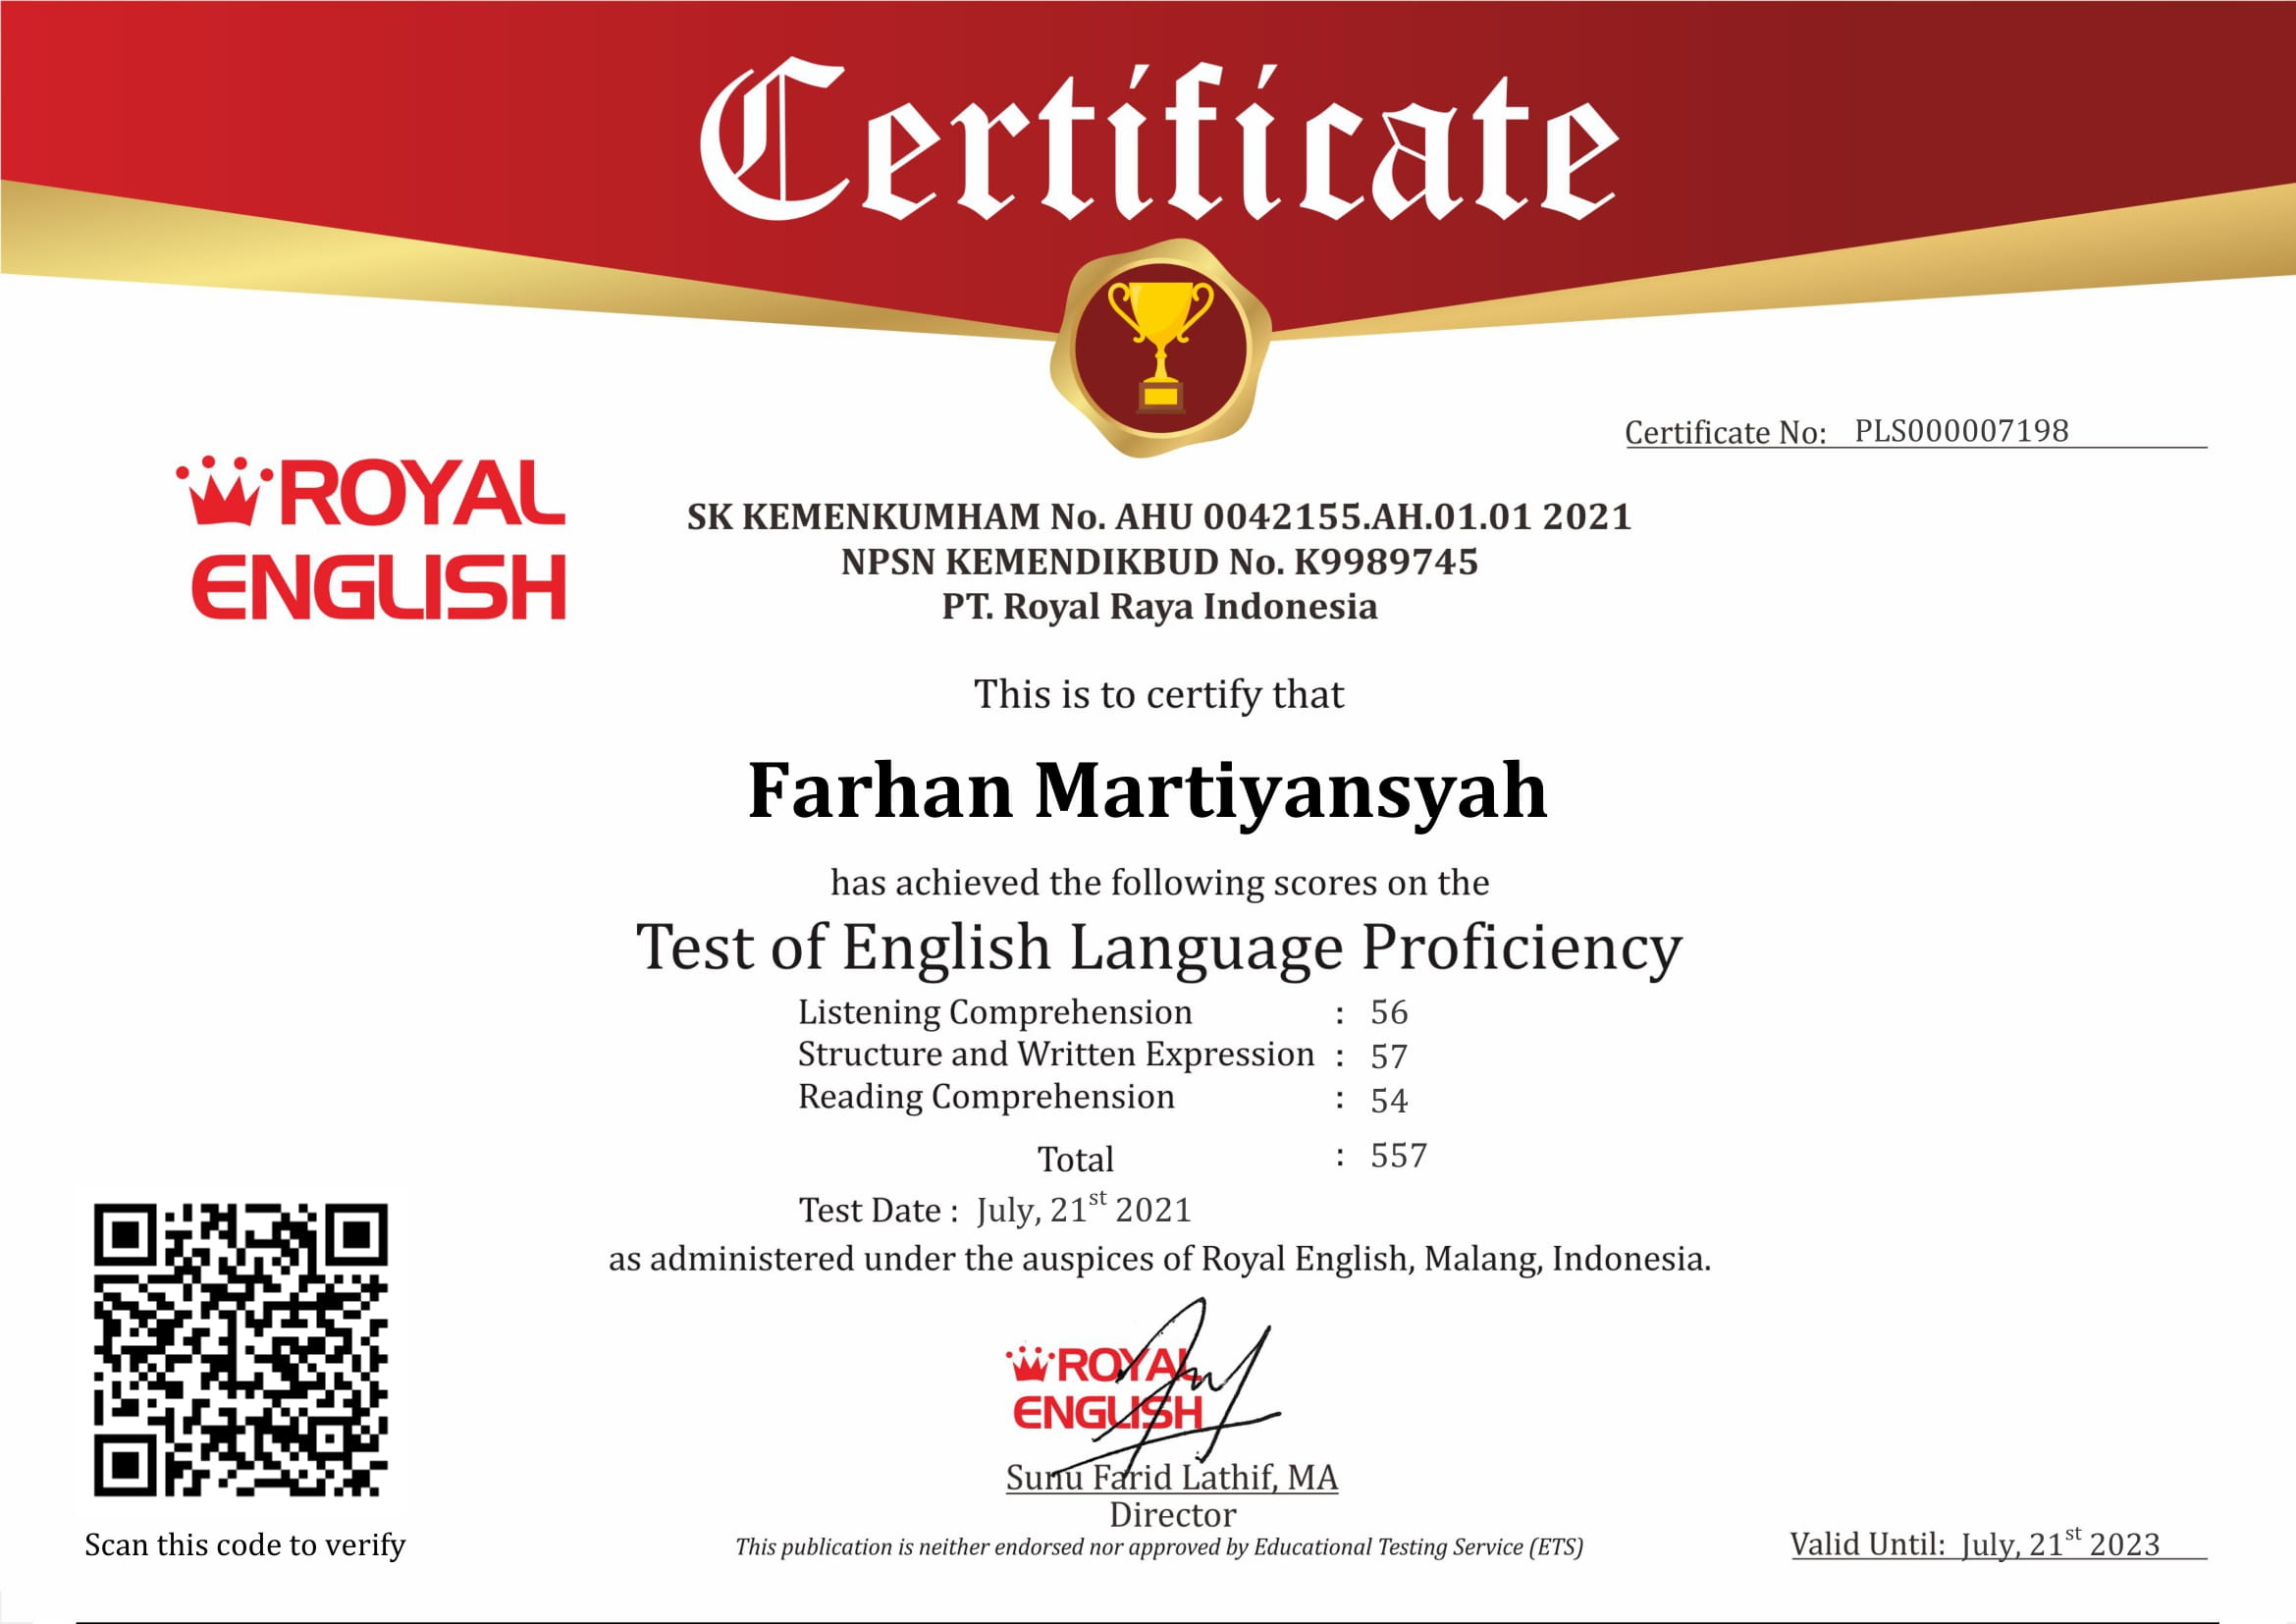 Certificate
Certificate No: PLS000007198
ROYAL
ENGLISH
SK KEMENKUMHAM No. AHU 0042155.AH.01.01 2021
NPSN KEMENDIKBUD No. K9989745
PT. Royal Raya Indonesia
This is to certify that
Farhan Martiyansyah
has achieved the following scores on the
Test of English Language Proficiency
Listening Comprehension : 56
Structure and Written Expression : 57
Reading Comprehension : 54
Total : 557
Test Date : July, 21st 2021
as administered under the auspices of Royal English, Malang, Indonesia.
ROYAL
ENGLISH
Sunu Farid Lathif, MA
Director
Scan this code to verify
This publication is neither endorsed nor approved by Educational Testing Service (ETS)
Valid Until: July, 21st 2023